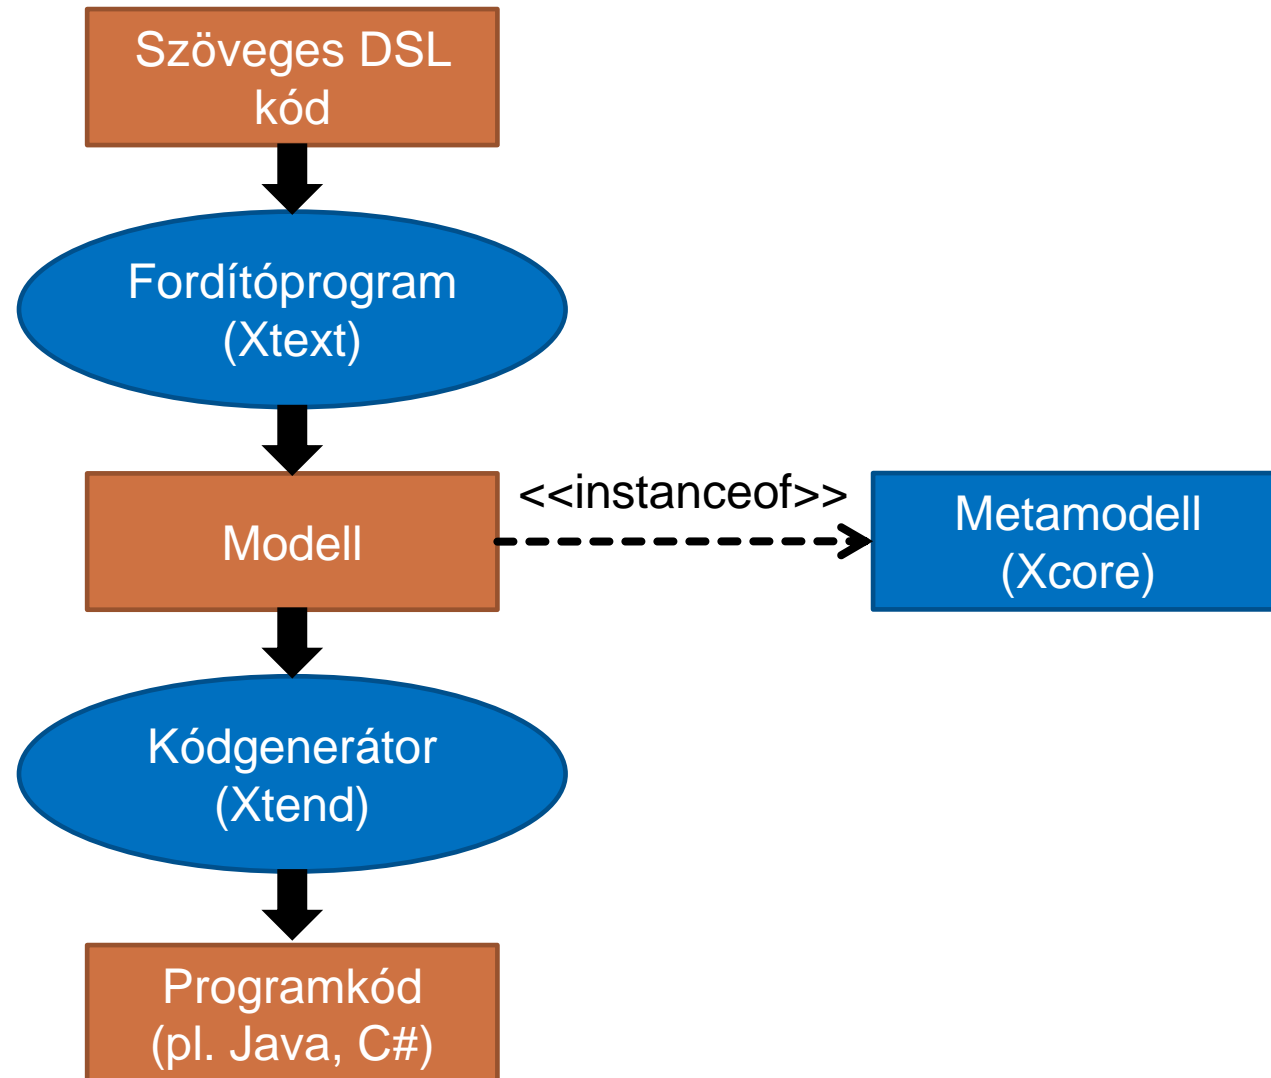 Szöveges DSL
kód
Fordítóprogram
(Xtext)
Modell
<<instanceof>>
Metamodell
(Xcore)
Kódgenerátor
(Xtend)
Programkód
(pl. Java, C#)